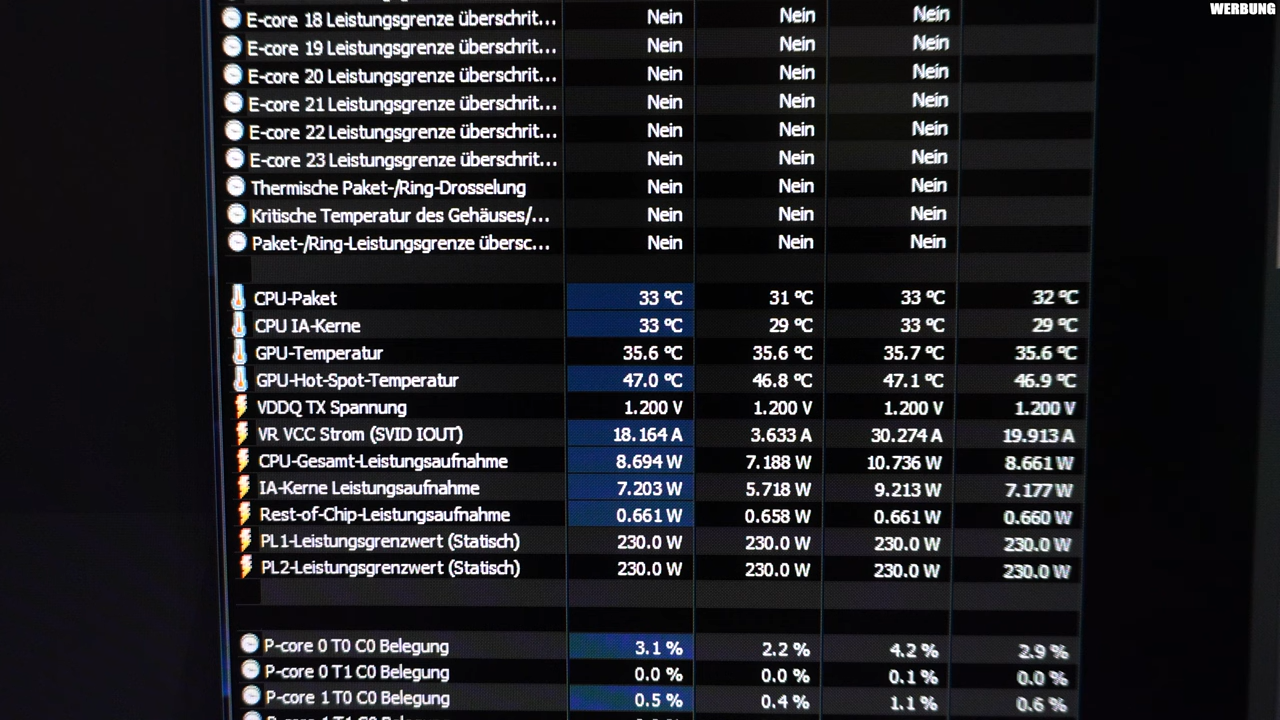 WERBUNG
E-core 18 Leistungsgrenze überschrit... Nein Nein Nein
E-core 19 Leistungsgrenze überschrit... Nein Nein Nein
E-core 20 Leistungsgrenze überschrit... Nein Nein Nein
E-core 21 Leistungsgrenze überschrit... Nein Nein Nein
E-core 22 Leistungsgrenze überschrit... Nein Nein Nein
E-core 23 Leistungsgrenze überschrit... Nein Nein Nein
Thermische Paket-/Ring-Drosselung Nein Nein Nein
Kritische Temperatur des Gehäuses/... Nein Nein Nein
Paket-/Ring-Leistungsgrenze übersc... Nein Nein Nein
CPU-Paket 33 °C 31 °C 33 °C 32 °C
CPU IA-Kerne 33 °C 29 °C 33 °C 29 °C
GPU-Temperatur 35.6 °C 35.6 °C 35.7 °C 35.6 °C
GPU-Hot-Spot-Temperatur 47.0 °C 46.8 °C 47.1 °C 46.9 °C
VDDQ TX Spannung 1.200 V 1.200 V 1.200 V 1.200 V
VR VCC Strom (SVID IOUT) 18.164 A 3.633 A 30.274 A 19.913 A
CPU-Gesamt-Leistungsaufnahme 8.694 W 7.188 W 10.736 W 8.661 W
IA-Kerne Leistungsaufnahme 7.203 W 5.718 W 9.213 W 7.177 W
Rest-of-Chip-Leistungsaufnahme 0.661 W 0.658 W 0.661 W 0.660 W
PL1-Leistungsgrenzwert (Statisch) 230.0 W 230.0 W 230.0 W 230.0 W
PL2-Leistungsgrenzwert (Statisch) 230.0 W 230.0 W 230.0 W 230.0 W
P-core 0 T0 C0 Belegung 3.1 % 2.2 % 4.2 % 2.9 %
P-core 0 T1 C0 Belegung 0.0 % 0.0 % 0.1 % 0.0 %
P-core 1 T0 C0 Belegung 0.5 % 0.4 % 1.1 % 0.6 %